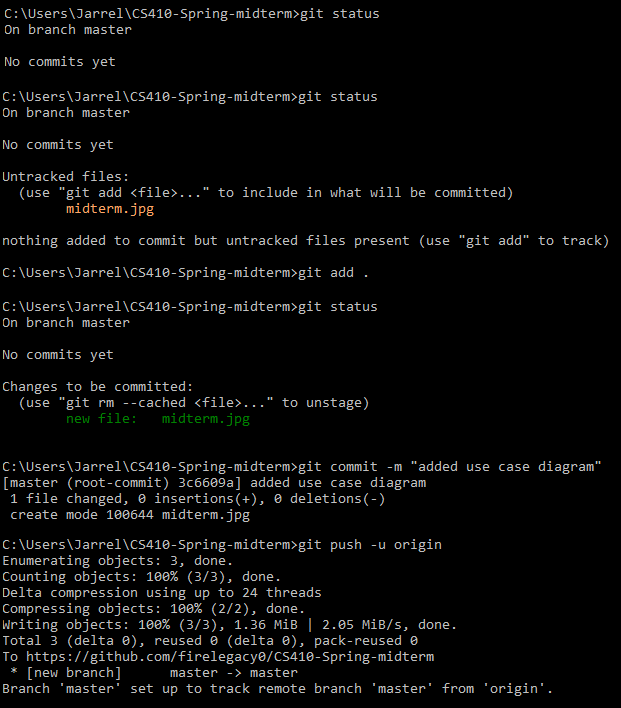 C:\Users\Jarrel\CS410-Spring-midterm>git status
On branch master
No commits yet
C:\Users\Jarrel\CS410-Spring-midterm>git status
On branch master
No commits yet
Untracked files:
  (use "git add <file>..." to include in what will be committed)
        midterm.jpg
nothing added to commit but untracked files present (use "git add" to track)
C:\Users\Jarrel\CS410-Spring-midterm>git add .
C:\Users\Jarrel\CS410-Spring-midterm>git status
On branch master
No commits yet
Changes to be committed:
  (use "git rm --cached <file>..." to unstage)
        new file:   midterm.jpg
C:\Users\Jarrel\CS410-Spring-midterm>git commit -m "added use case diagram"
[master (root-commit) 3c6609a] added use case diagram
 1 file changed, 0 insertions(+), 0 deletions(-)
 create mode 100644 midterm.jpg
C:\Users\Jarrel\CS410-Spring-midterm>git push -u origin
Enumerating objects: 3, done.
Counting objects: 100% (3/3), done.
Delta compression using up to 24 threads
Compressing objects: 100% (2/2), done.
Writing objects: 100% (3/3), 1.36 MiB | 2.05 MiB/s, done.
Total 3 (delta 0), reused 0 (delta 0), pack-reused 0
To https://github.com/firelegacy0/CS410-Spring-midterm
 * [new branch]      master -> master
Branch 'master' set up to track remote branch 'master' from 'origin'.